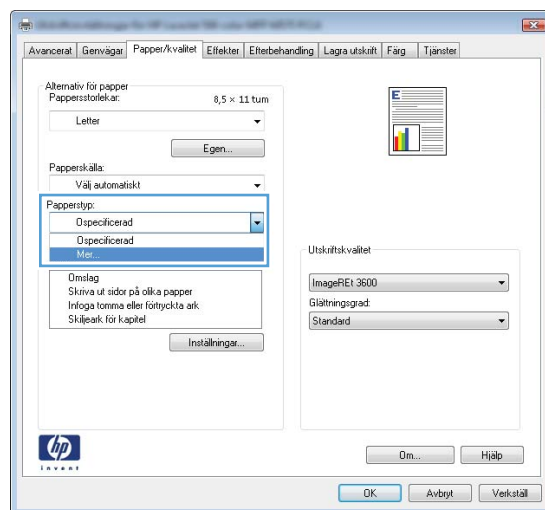 Avancerat Genvägar Papper/kvalitet Effekter Efterbehandling Lagra utskrift Färg Tjänster
Alternativ för papper
Pappersstorlekar: 8,5 × 11 tum
Letter
Egen...
Papperskälla:
Välj automatiskt
Papperstyp:
Ospecificerad
Ospecificerad
Mer...
Omslag
Skriva ut sidor på olika papper
Infoga tomma eller förtryckta ark
Skiljeark för kapitel
Inställningar...
E
Utskriftskvalitet
ImageREt 3600
Glättningsgrad:
Standard
hp
invent
Om... Hjälp
OK Avbryt Verkställ